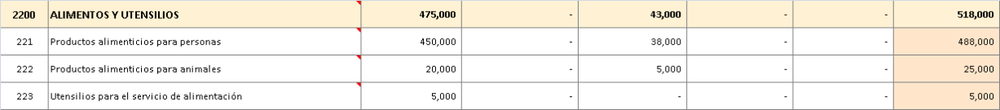 2200 ALIMENTOS Y UTENSILIOS 475,000 - 43,000 - - 518,000
221 Productos alimenticios para personas 450,000 - 38,000 - - 488,000
222 Productos alimenticios para animales 20,000 - 5,000 - - 25,000
223 Utensilios para el servicio de alimentación 5,000 - - - - 5,000